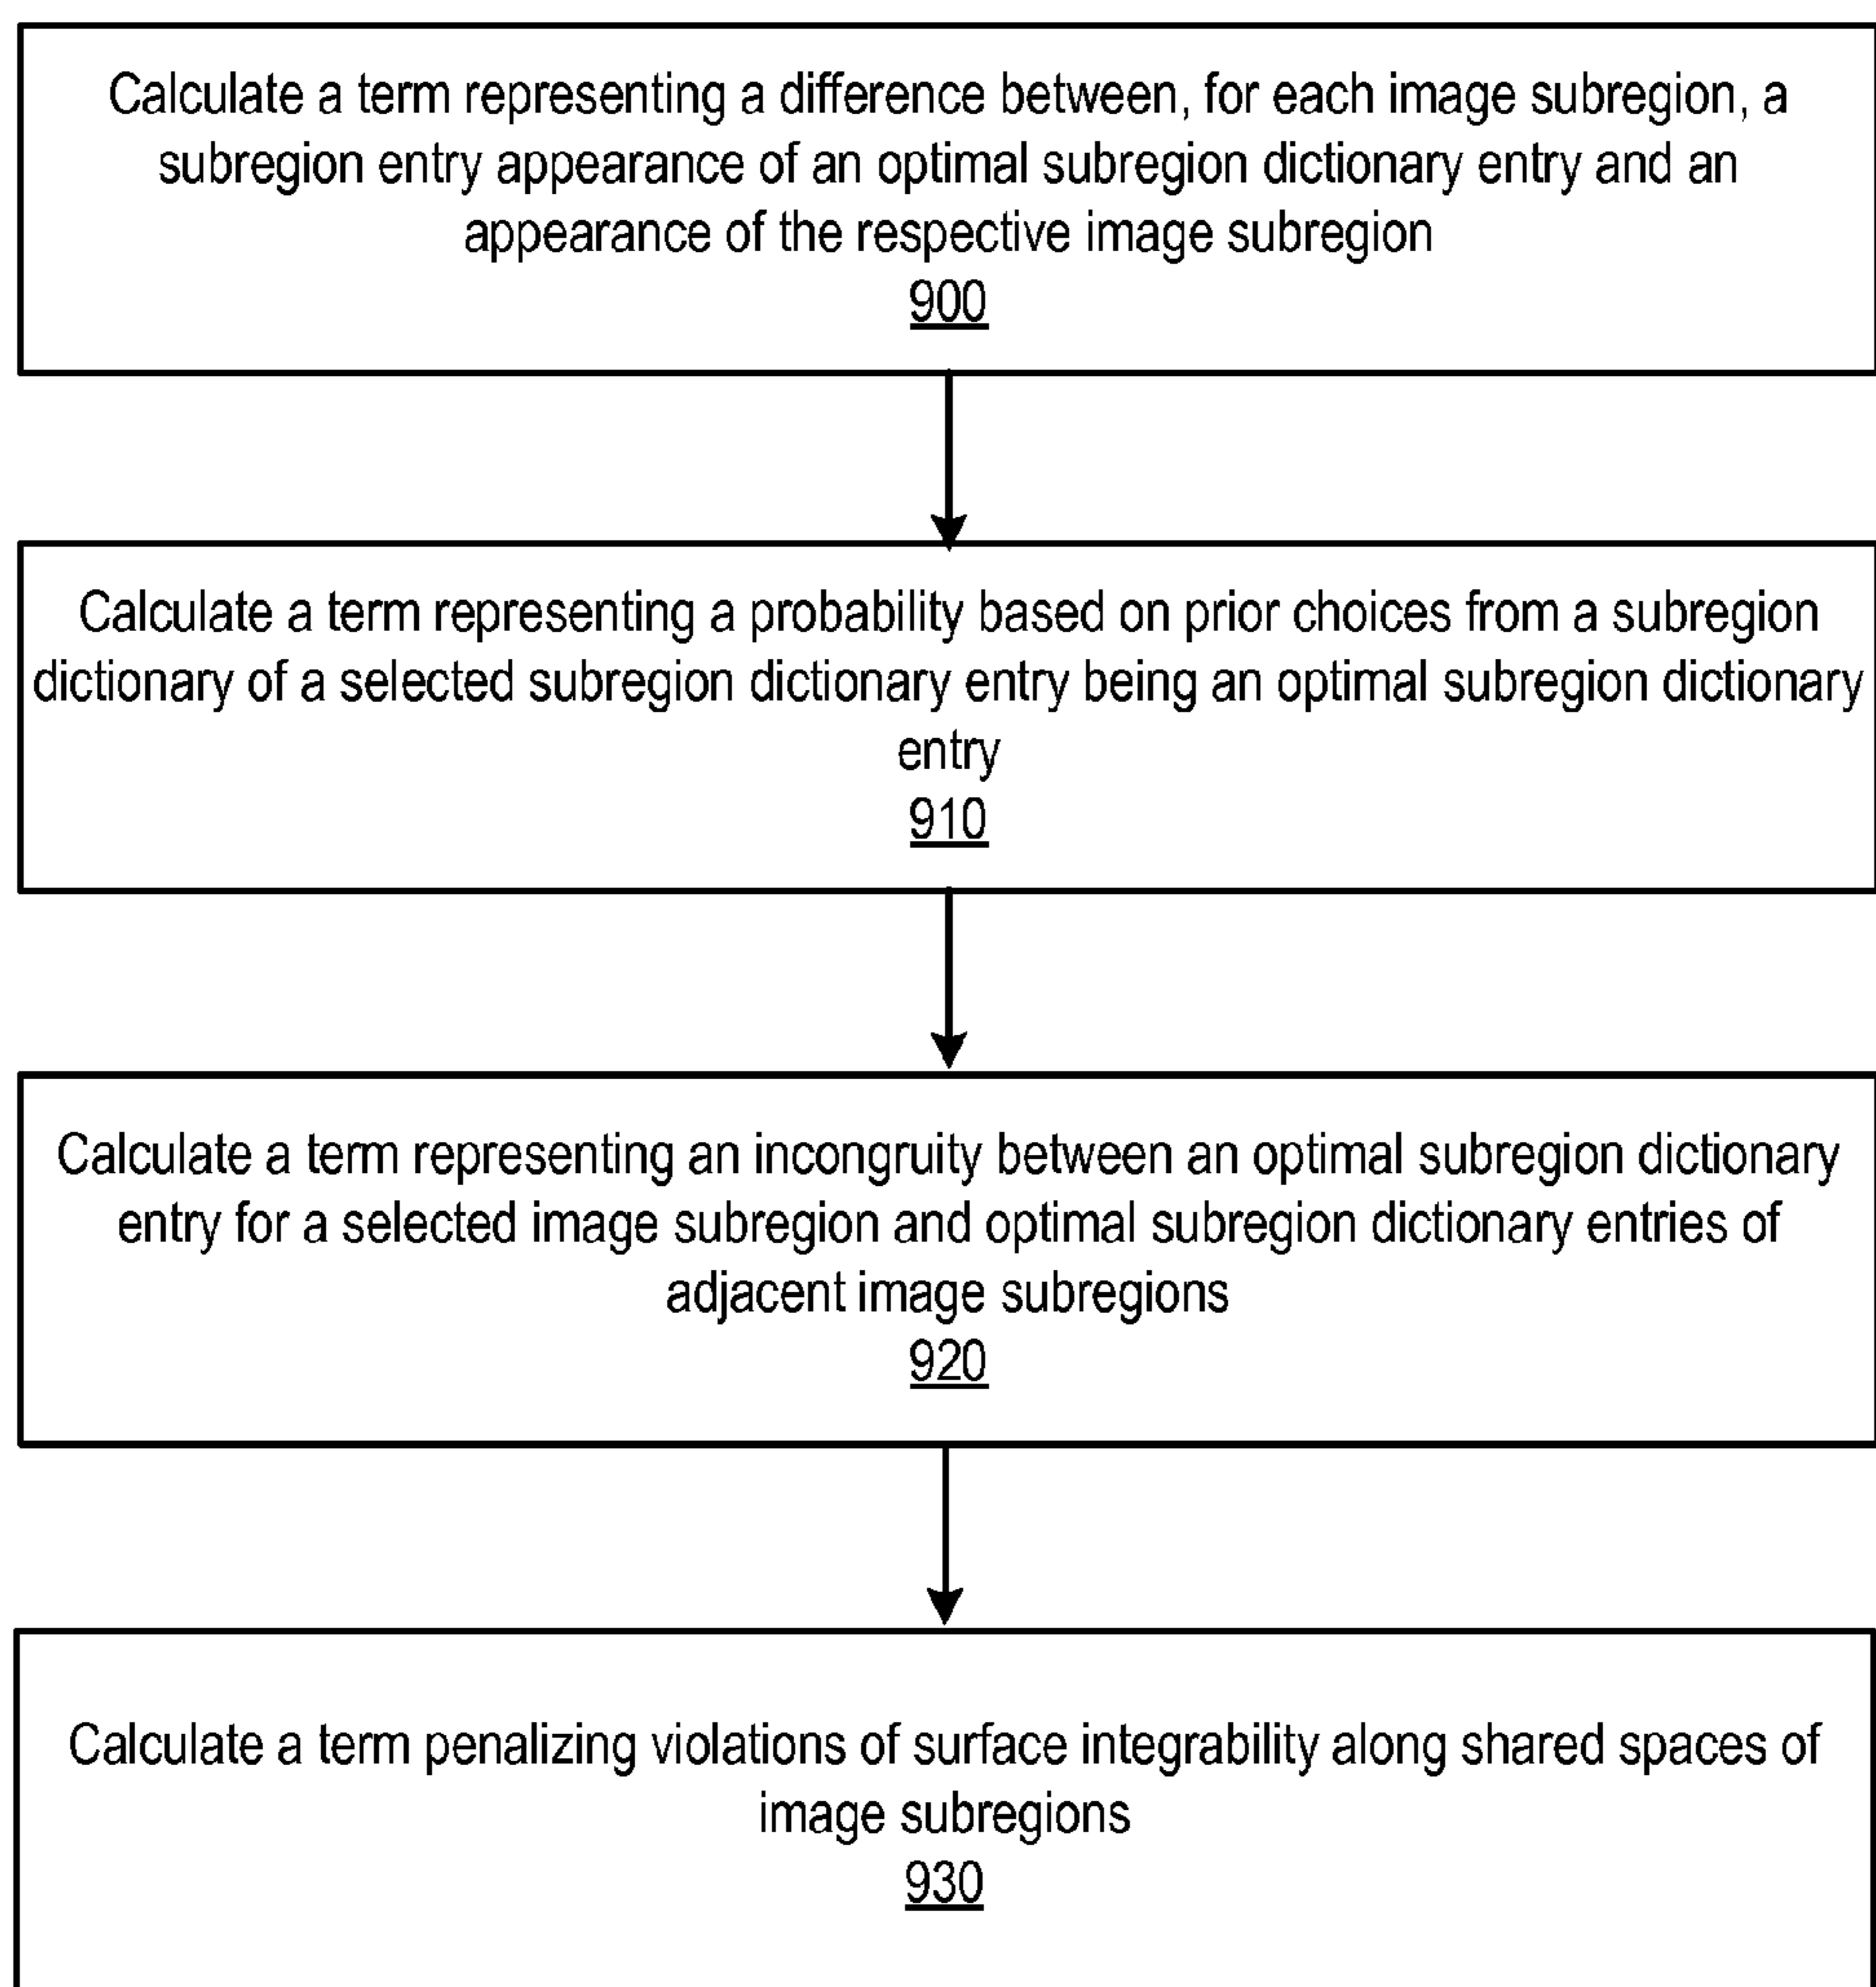 Calculate a term representing a difference between, for each image subregion, a
subregion entry appearance of an optimal subregion dictionary entry and an
appearance of the respective image subregion
900
Calculate a term representing a probability based on prior choices from a subregion
dictionary of a selected subregion dictionary entry being an optimal subregion dictionary
entry
910
Calculate a term representing an incongruity between an optimal subregion dictionary
entry for a selected image subregion and optimal subregion dictionary entries of
adjacent image subregions
920
Calculate a term penalizing violations of surface integrability along shared spaces of
image subregions
930